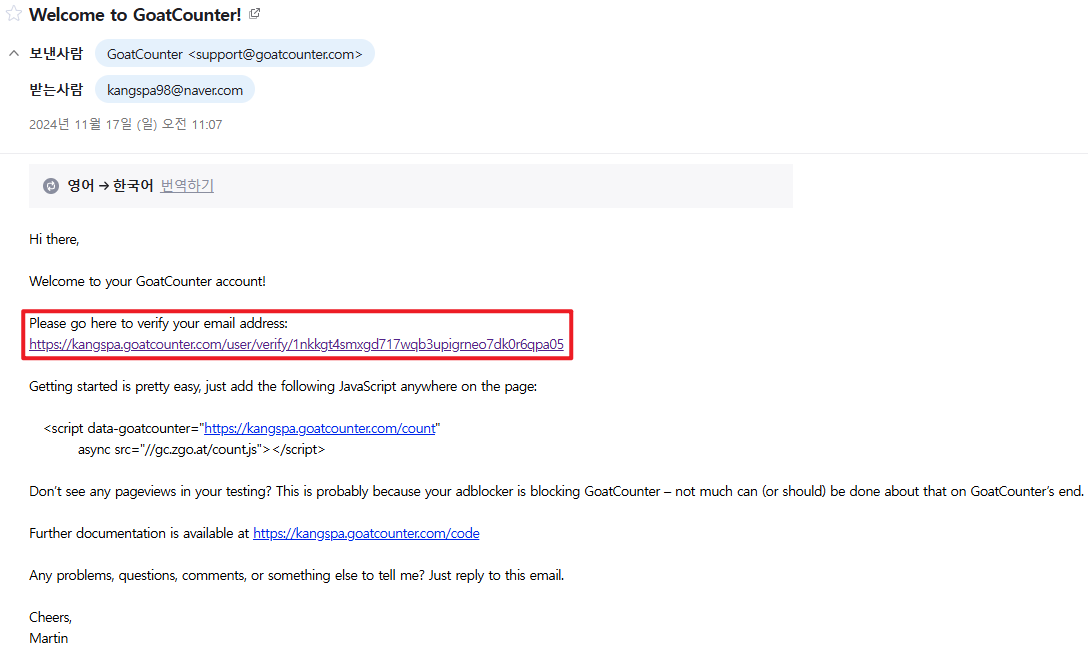 Welcome to GoatCounter!
보낸사람 GoatCounter <support@goatcounter.com>
받는사람 kangspa98@naver.com
2024년 11월 17일 (일) 오전 11:07
영어 → 한국어 번역하기
Hi there,
Welcome to your GoatCounter account!
Please go here to verify your email address:
https://kangspa.goatcounter.com/user/verify/1nkkgt4smxgd717wqb3upigrneo7dk0r6qpa05
Getting started is pretty easy, just add the following JavaScript anywhere on the page:
<script data-goatcounter="https://kangspa.goatcounter.com/count"
async src="//gc.zgo.at/count.js"></script>
Don’t see any pageviews in your testing? This is probably because your adblocker is blocking GoatCounter – not much can (or should) be done about that on GoatCounter’s end.
Further documentation is available at https://kangspa.goatcounter.com/code
Any problems, questions, comments, or something else to tell me? Just reply to this email.
Cheers,
Martin